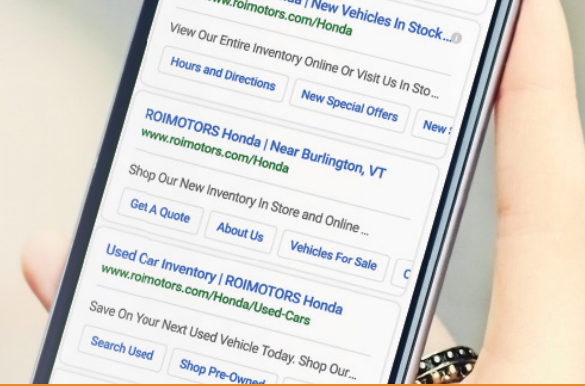 | New Vehicles In Stock...
www.roimotors.com/Honda
View Our Entire Inventory Online Or Visit Us In Sto...
Hours and Directions
New Special Offers
New
ROIMOTORS Honda | Near Burlington, VT
www.roimotors.com/Honda
Shop Our New Inventory In Store and Online ...
Get A Quote
About Us
Vehicles For Sale
Used Car Inventory | ROIMOTORS Honda
www.roimotors.com/Honda/Used-Cars
Save On Your Next Used Vehicle Today. Shop Our...
Search Used
Shop Pre-Owned